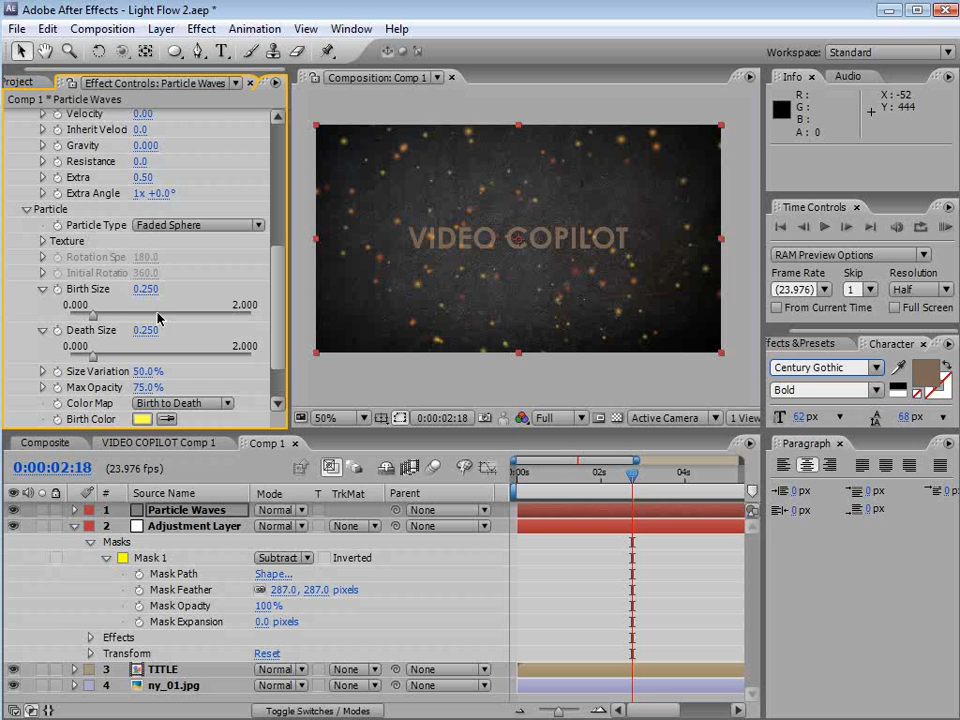 Adobe After Effects - Light Flow 2.aep *
File Edit Composition Layer Effect Animation View Window Help
Workspace: Standard
Project Effect Controls: Particle Waves
Comp 1 * Particle Waves
Velocity 0.00
Inherit Veloci 0.0
Gravity 0.000
Resistance 0.0
Extra 0.50
Extra Angle 1x +0.0°
Particle
Particle Type Faded Sphere
Texture
Rotation Spe 180.0
Initial Rotatio 360.0
Birth Size 0.250
0.000 2.000
Death Size 0.250
0.000 2.000
Size Variation 50.0%
Max Opacity 75.0%
Color Map Birth to Death
Birth Color
Composition: Comp 1
VIDEO COPILOT
50% 0:00:02:18 Full Active Camera 1 View
Info Audio
R: X: -52
G: Y: 444
B:
A: 0
Time Controls
RAM Preview Options
Frame Rate Skip Resolution
(23.976) 1 Half
From Current Time Full Screen
ffects &Presets Character
Century Gothic
Bold
62 px 68 px
Composite VIDEO COPILOT Comp 1 Comp 1
0:00:02:18 (23.976 fps)
# Source Name Mode T TrkMat Parent
:00s 02s 04s
1 Particle Waves Normal None
2 Adjustment Layer Normal None None
Masks
Mask 1 Subtract Inverted
Mask Path Shape...
Mask Feather 287.0, 287.0 pixels
Mask Opacity 100%
Mask Expansion 0.0 pixels
Effects
Transform Reset
3 TITLE Normal None None
4 ny_01.jpg Normal None None
Toggle Switches / Modes
Paragraph
0 px 0 px 0 px
0 px 0 px